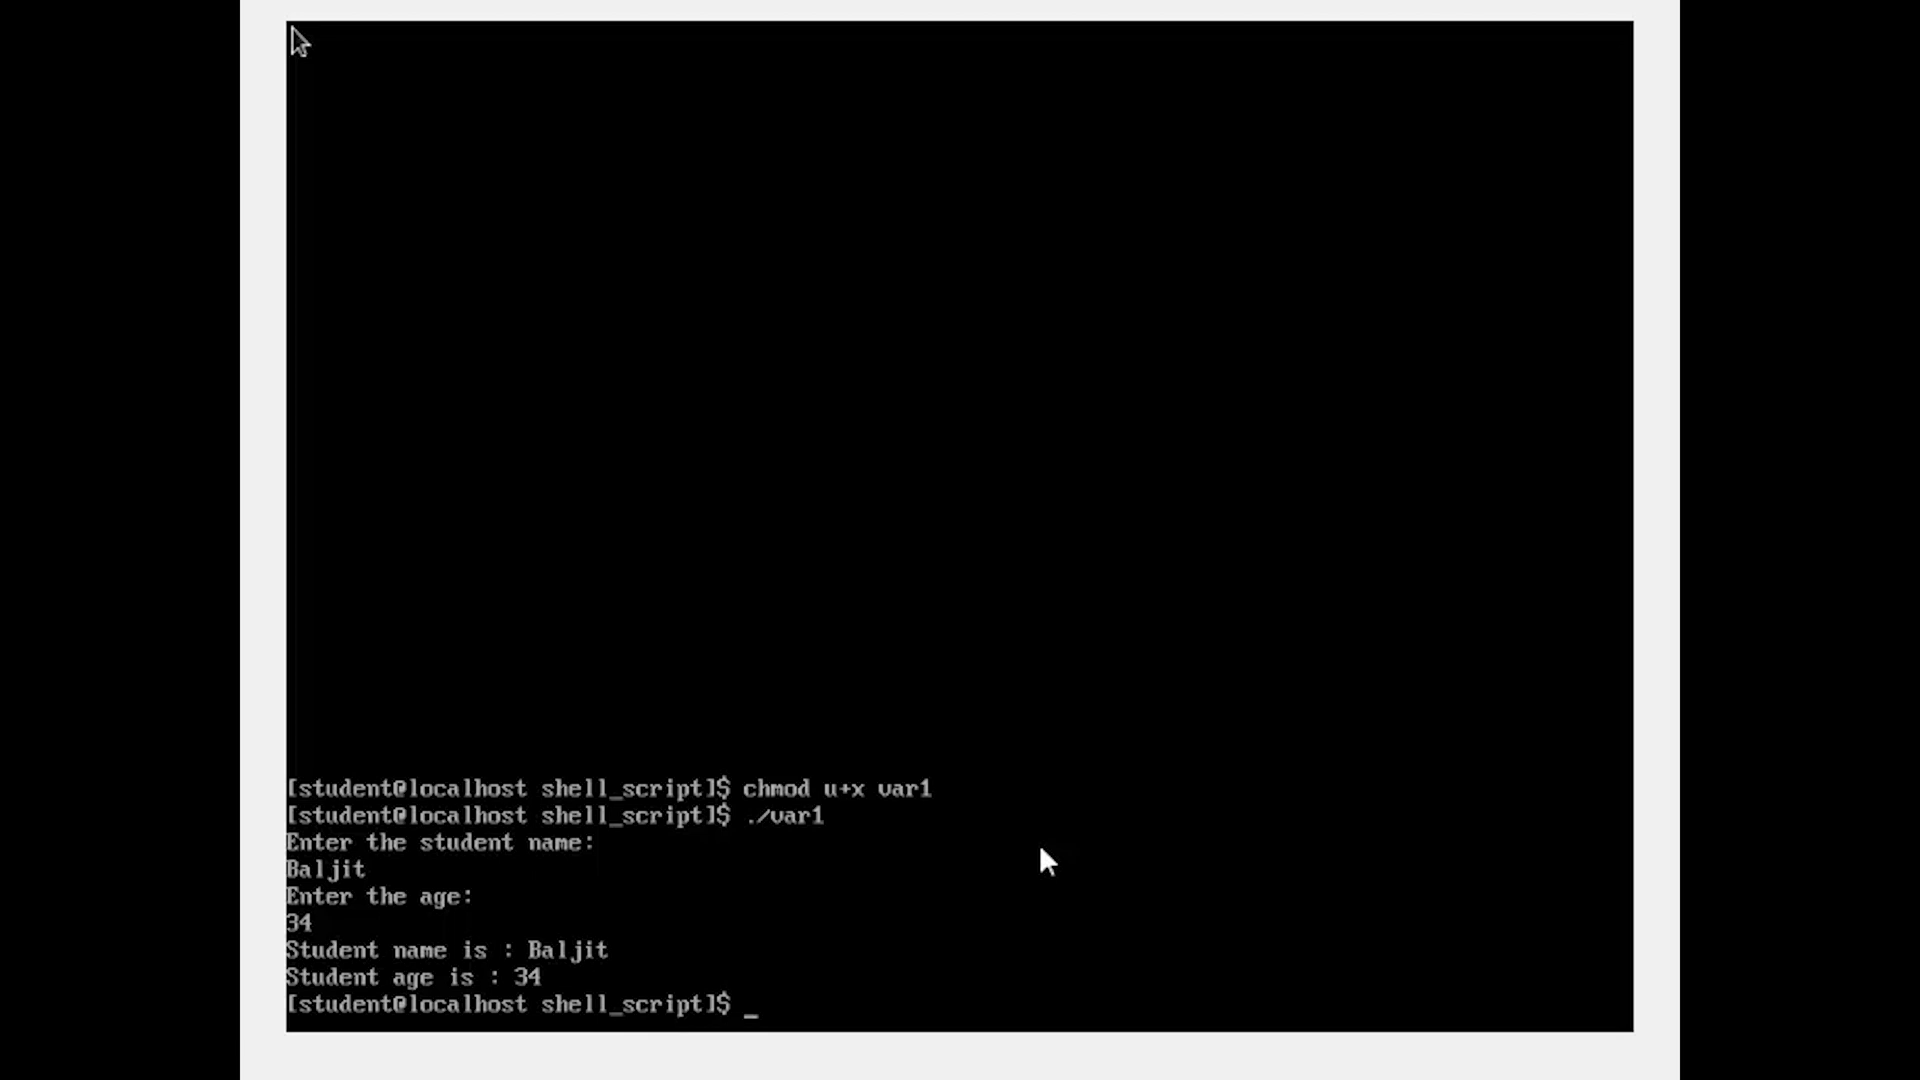 [student@localhost shell_script]$ chmod u+x var1
[student@localhost shell_script]$ ./var1
Enter the student name:
Baljit
Enter the age:
34
Student name is : Baljit
Student age is : 34
[student@localhost shell_script]$ _